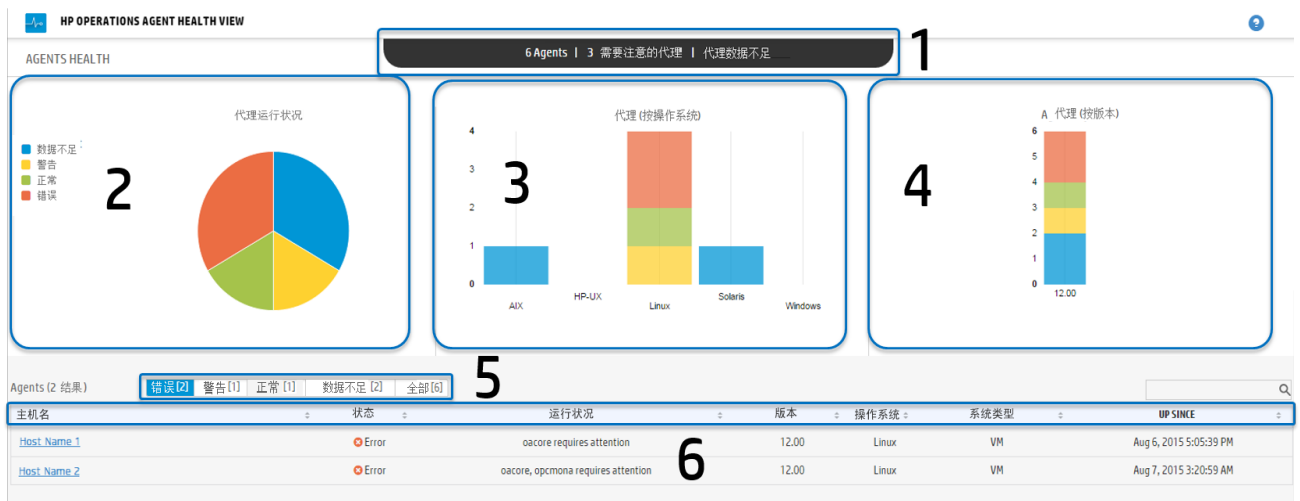 HP OPERATIONS AGENT HEALTH VIEW
?
AGENTS HEALTH
6 Agents | 3 需要注意的代理 | 代理数据不足
1
代理运行状况
数据不足
警告
正常
错误
2
代理 (按操作系统)
4
3
2
1
0
AIX
HP-UX
Linux
Solaris
Windows
3
A 代理 (按版本)
6
5
4
3
2
1
0
12.00
4
Agents (2 结果)
错误[2] 警告[1] 正常 [1] 数据不足 [2] 全部[6]
5
主机名 状态 运行状况 版本 操作系统 系统类型 UP SINCE
Host Name 1 Error oacore requires attention 12.00 Linux VM Aug 6, 2015 5:05:39 PM
Host Name 2 Error oacore, opcmona requires attention 12.00 Linux VM Aug 7, 2015 3:20:59 AM
6